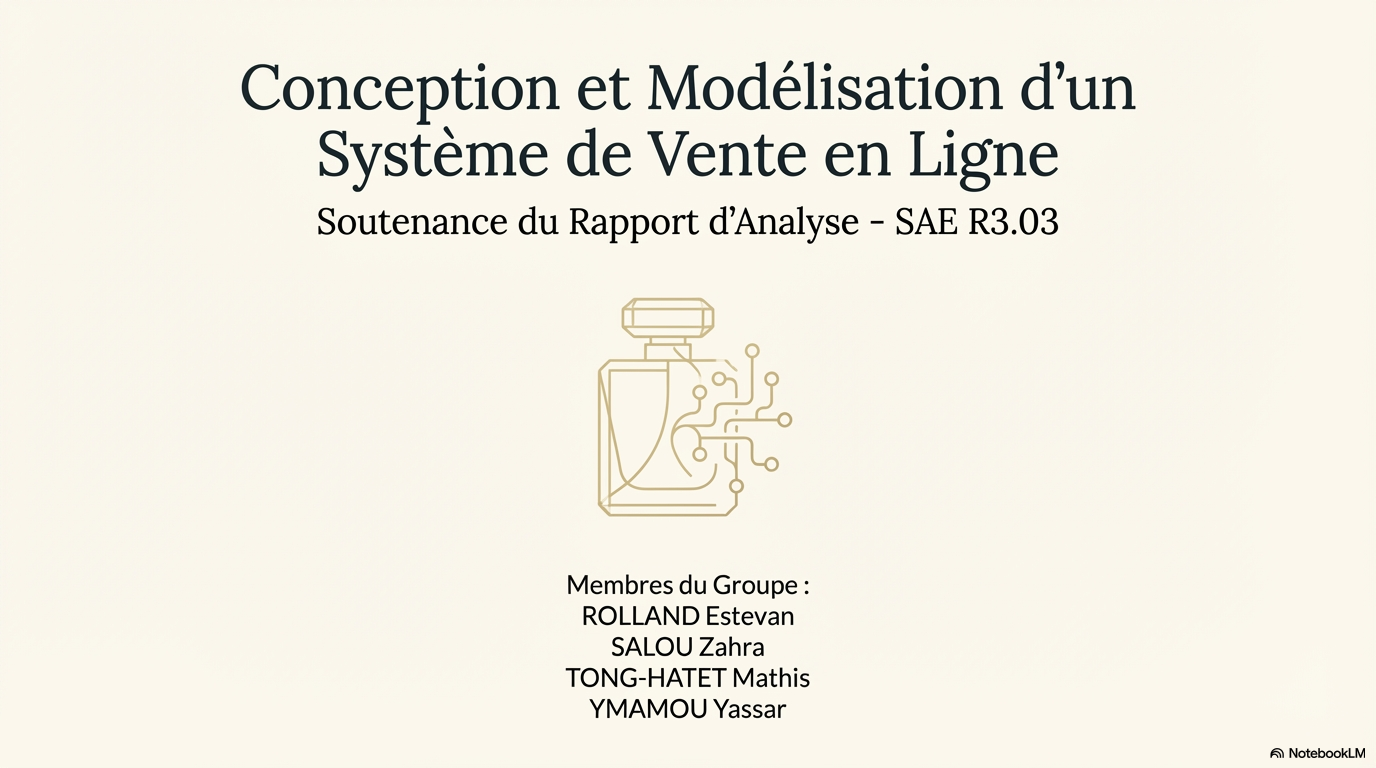 Conception et Modélisation d’un
Système de Vente en Ligne
Soutenance du Rapport d’Analyse – SAE R3.03
Membres du Groupe :
ROLLAND Estevan
SALOU Zahra
TONG-HATET Mathis
YMAMOU Yassar
NotebookLM